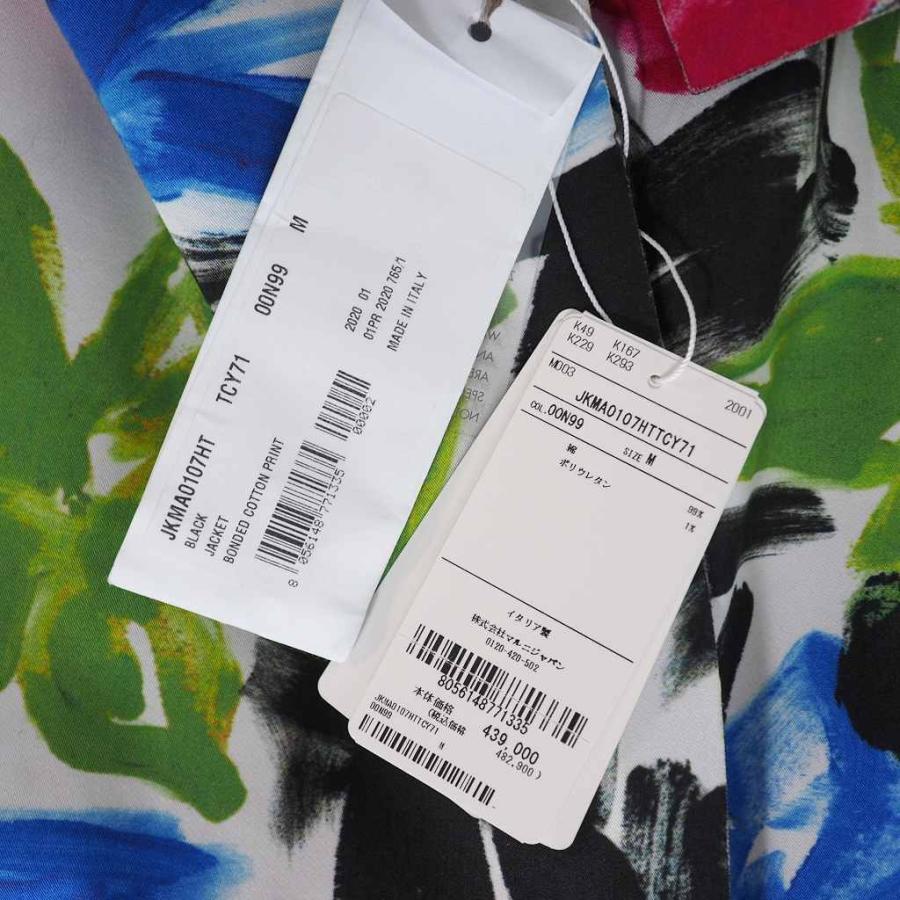 JKMA0107HT TCY71 00N99 M
BLACK
JACKET
BONDED COTTON PRINT
2020 01
01PR 2020 765/1
MADE IN ITALY
8 056148 771335
00002
K49 K167
K229 K293
M003
2001
JKMA0107HTTCY71
COL. 00N99 SIZE M
綿 99%
ポリウレタン 1%
イタリア製
株式会社マルニジャパン
0120-420-502
8056148771335
本体価格 439,000
(税込価格 482,900)
JKMA0107HTTCY71
00N99 M